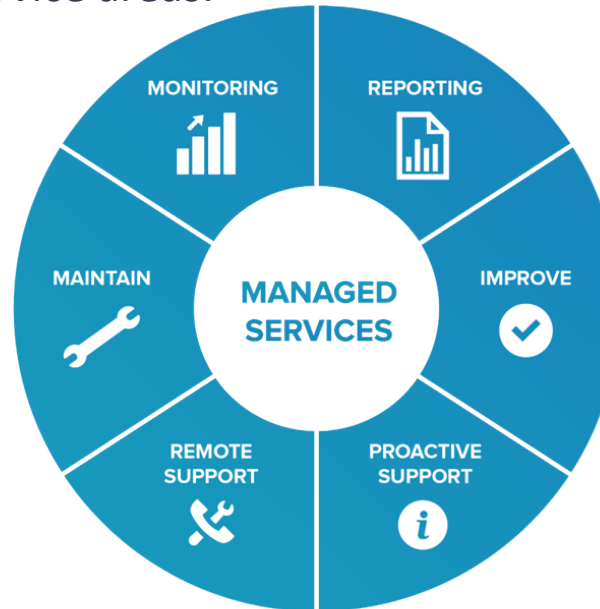 MONITORING
REPORTING
MAINTAIN
IMPROVE
MANAGED
SERVICES
REMOTE
SUPPORT
PROACTIVE
SUPPORT